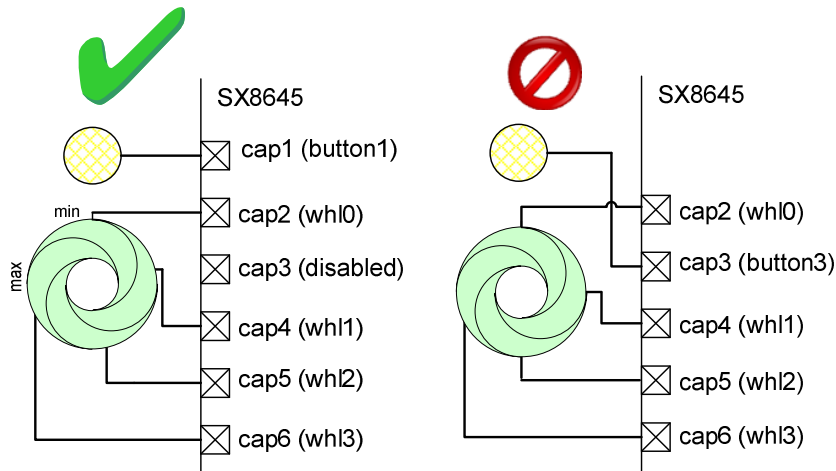 SX8645
cap1 (button1)
min
cap2 (whl0)
max
cap3 (disabled)
cap4 (whl1)
cap5 (whl2)
cap6 (whl3)
SX8645
cap2 (whl0)
cap3 (button3)
cap4 (whl1)
cap5 (whl2)
cap6 (whl3)